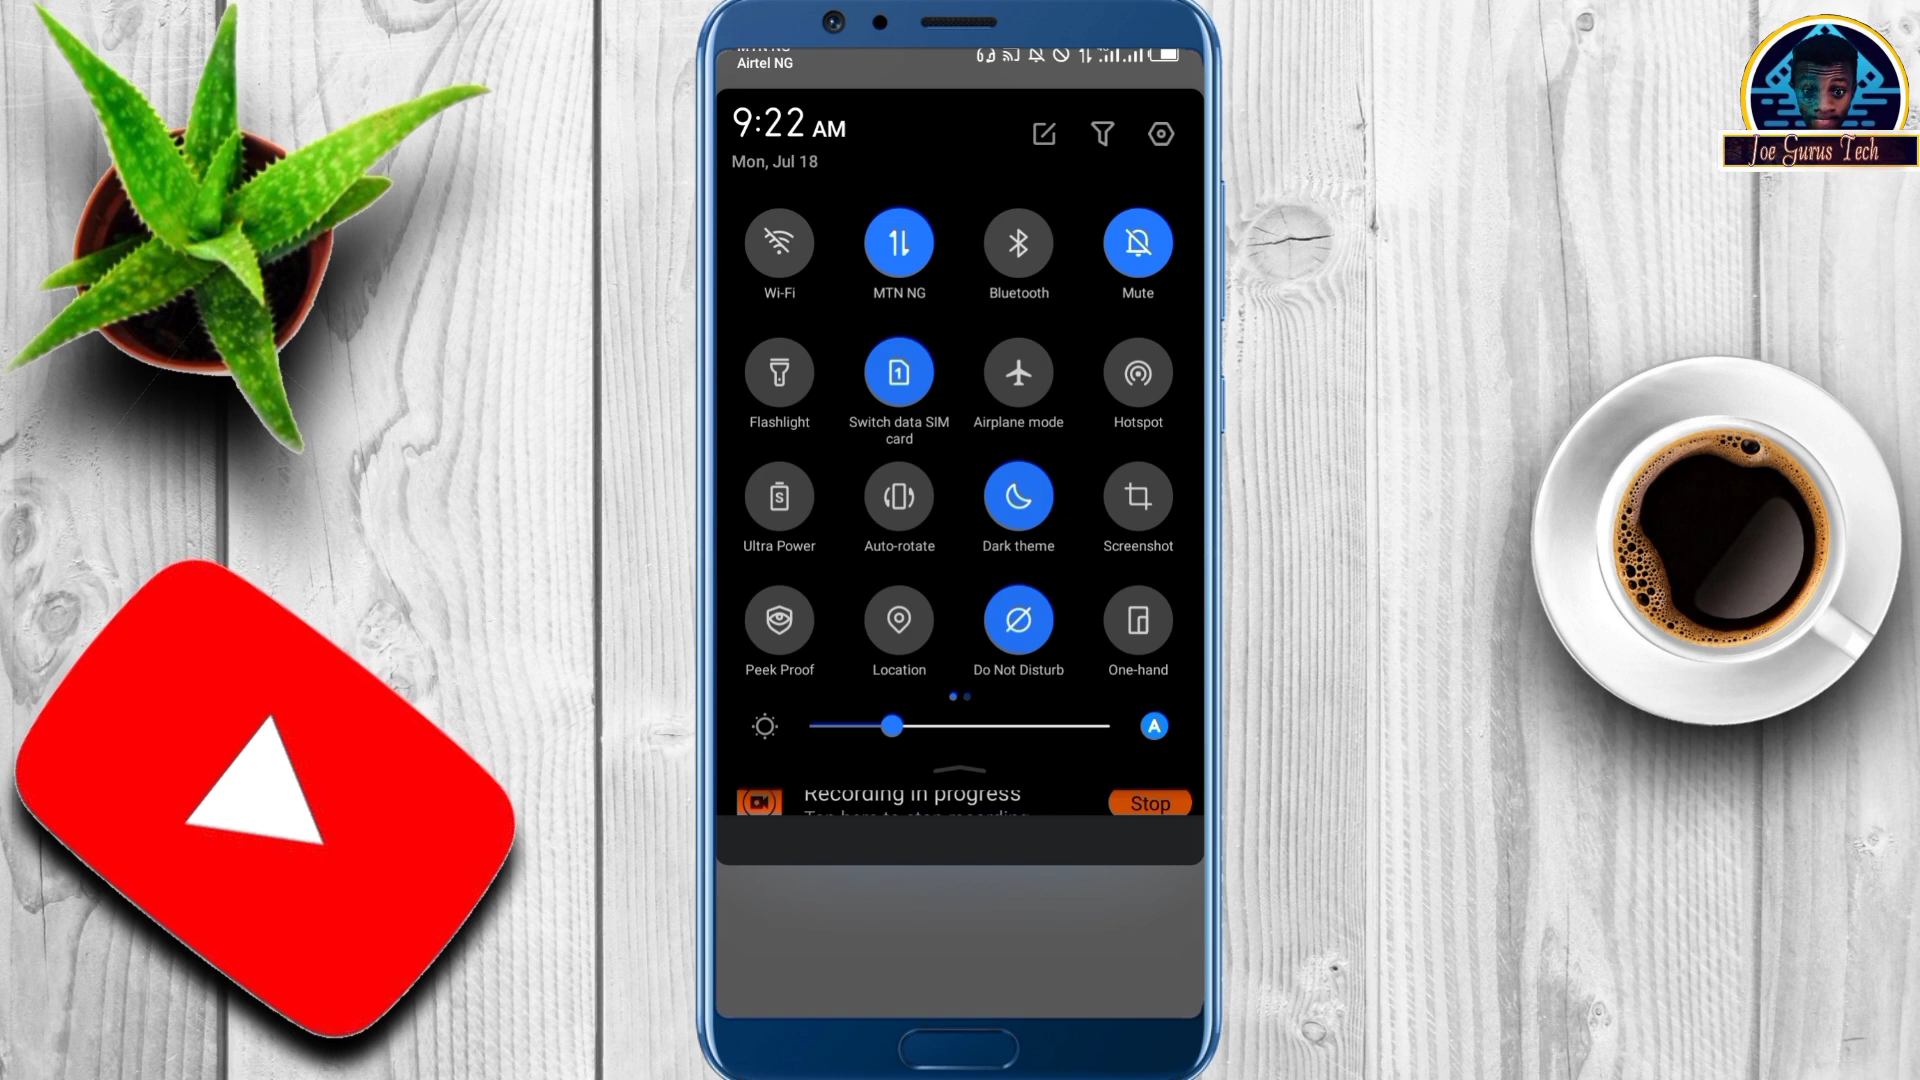 Airtel NG
9:22 AM
Mon, Jul 18
Wi-Fi
MTN NG
Bluetooth
Mute
Flashlight
1
Switch data SIM
card
Airplane mode
Hotspot
S
Ultra Power
Auto-rotate
Dark theme
Screenshot
Peek Proof
Location
Do Not Disturb
One-hand
A
Recording in progress
Stop
Joe Gurus Tech